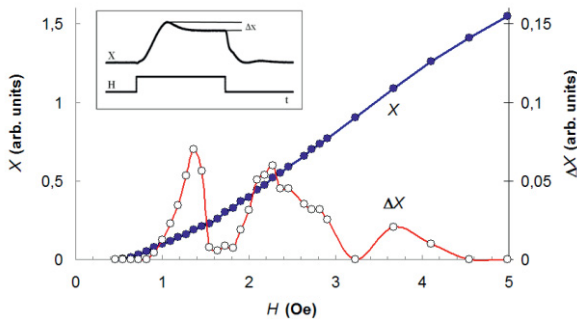 1,5
1
0,5
0
X (arb. units)
Δx
X
H
t
X
ΔX
0,15
0,10
0,05
0
ΔX (arb. units)
0 1 2 3 4 5
H (Oe)